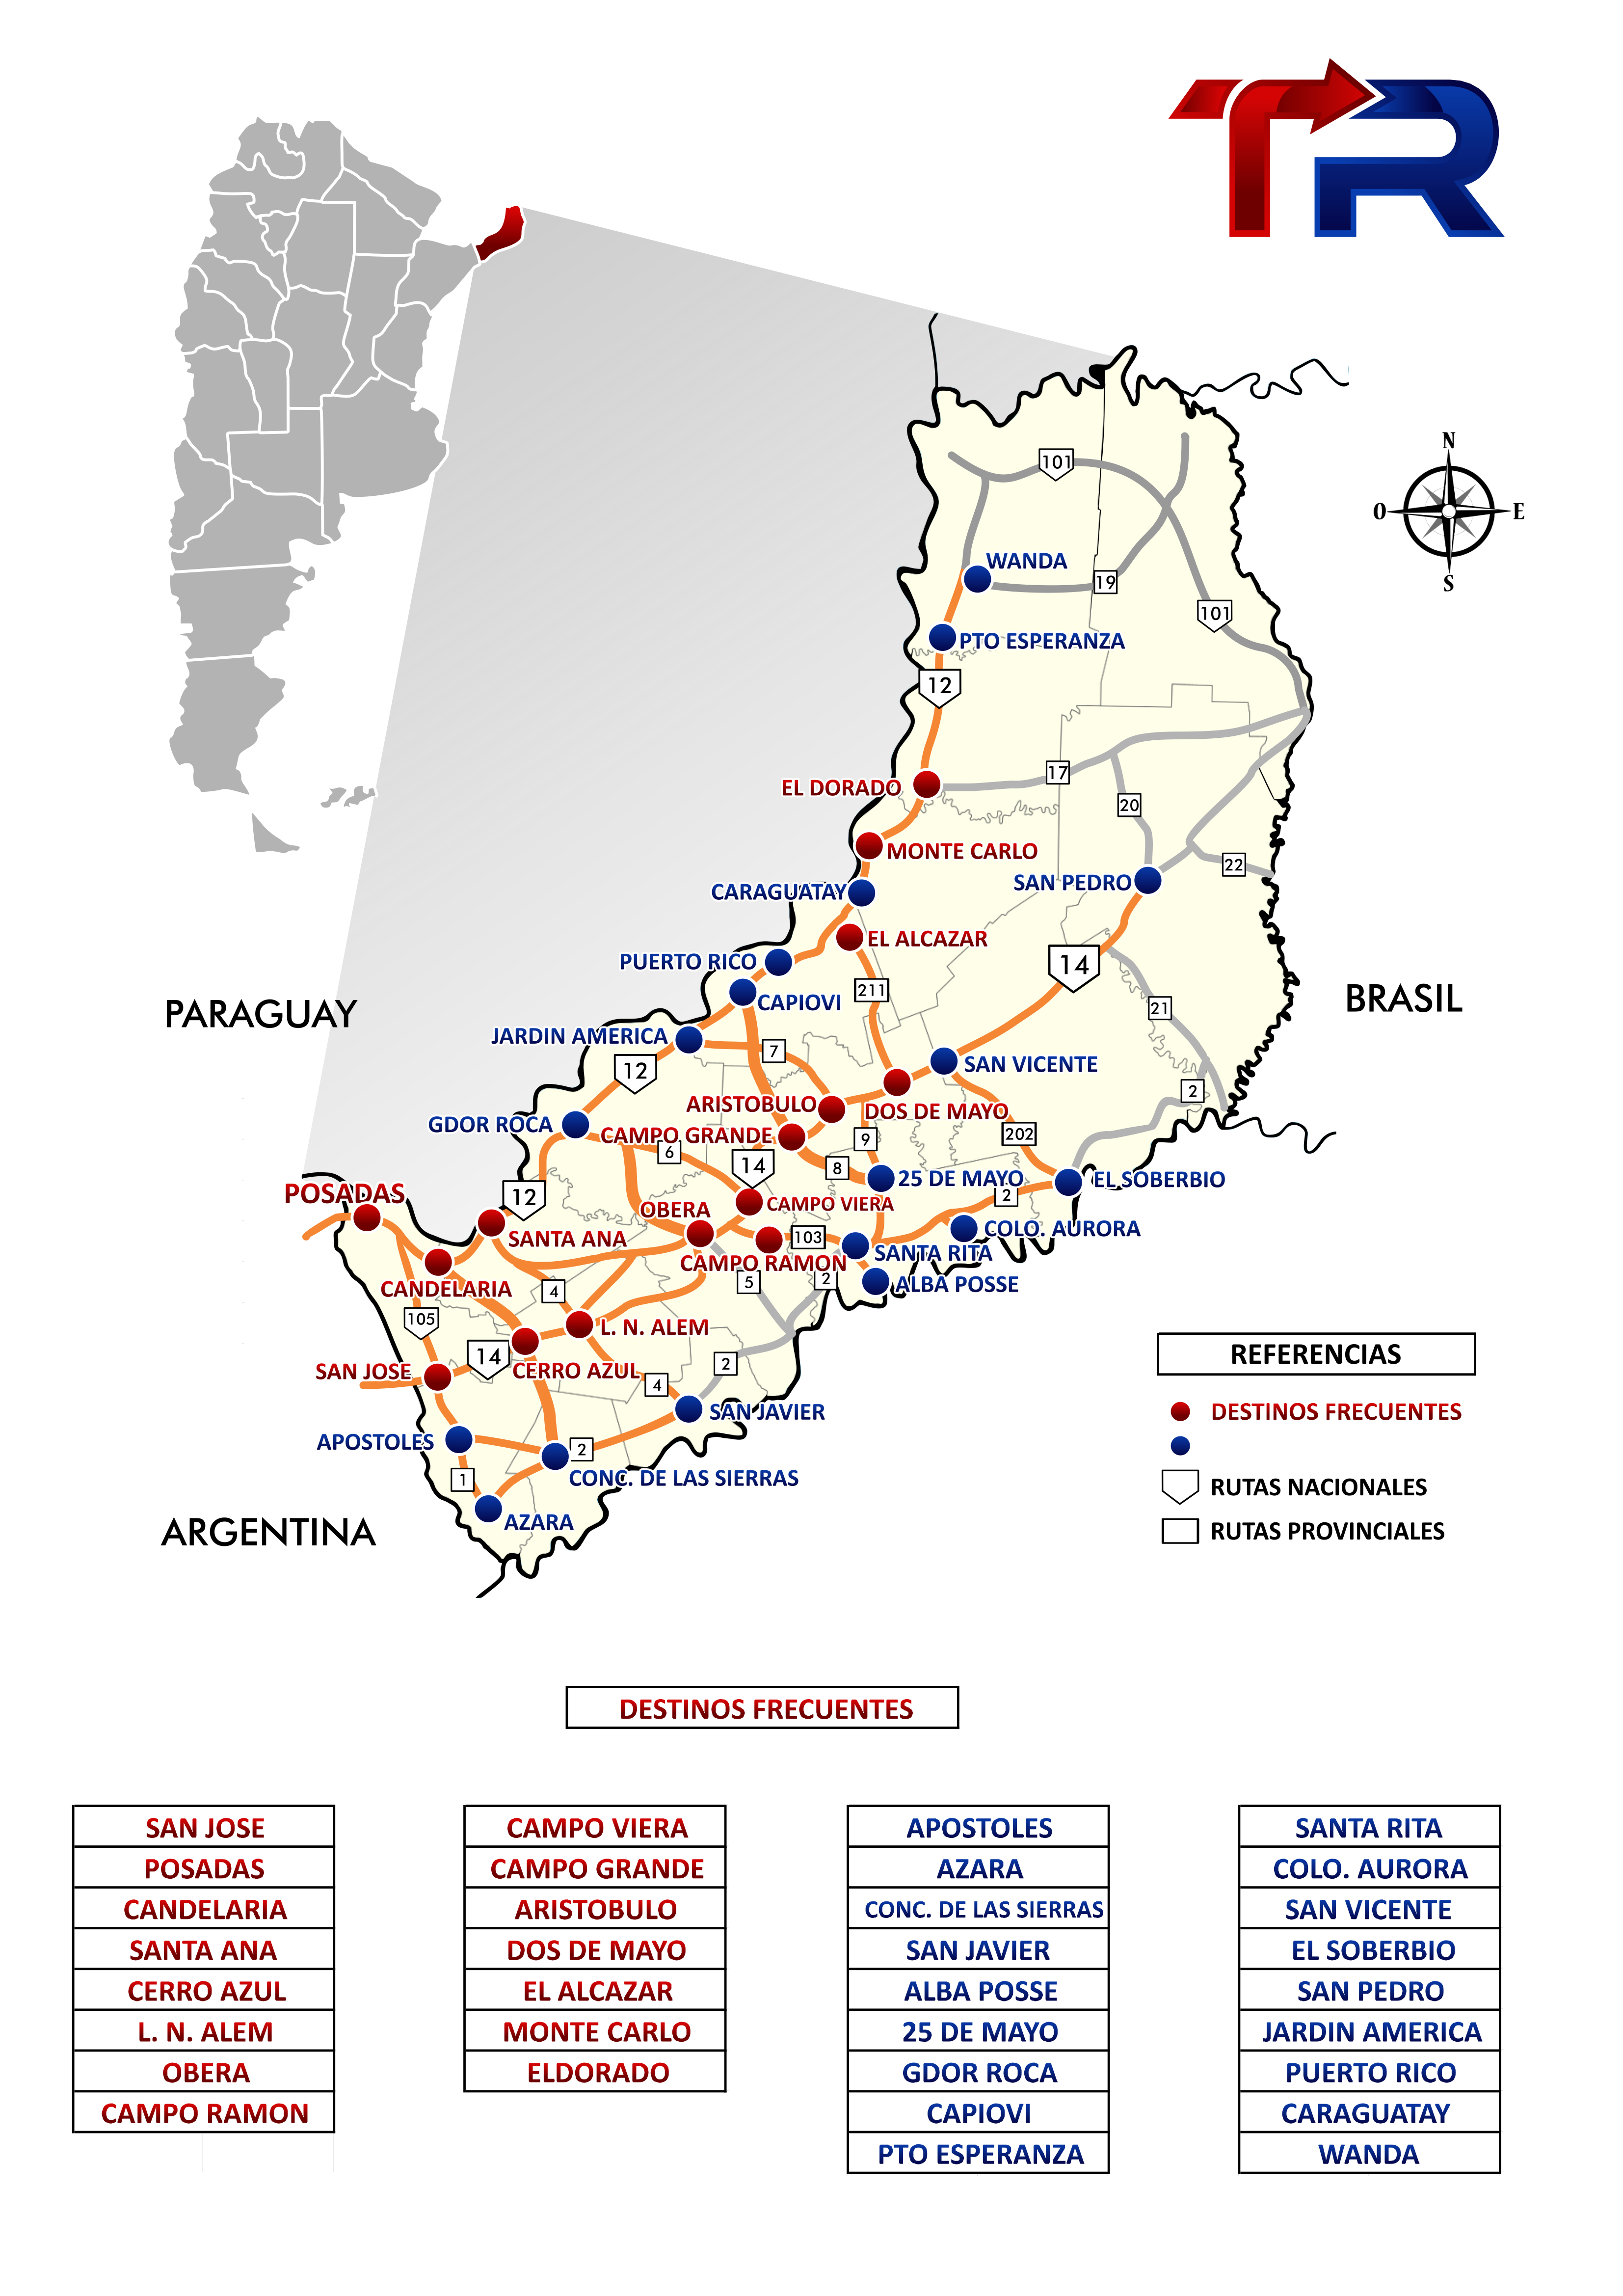 TR
N
O
E
S
101
WANDA
19
101
PTO ESPERANZA
12
17
EL DORADO
20
MONTE CARLO
22
CARAGUATAY
SAN PEDRO
EL ALCAZAR
PUERTO RICO
14
211
CAPIOVI
PARAGUAY
BRASIL
21
JARDIN AMERICA
7
SAN VICENTE
12
2
ARISTOBULO
DOS DE MAYO
GDOR ROCA
CAMPO GRANDE
9
202
6
14
8
25 DE MAYO
EL SOBERBIO
POSADAS
12
2
CAMPO VIERA
OBERA
COLO. AURORA
SANTA ANA
103
SANTA RITA
CAMPO RAMON
CANDELARIA
4
5
2
ALBA POSSE
105
L. N. ALEM
14
CERRO AZUL
SAN JOSE
2
4
SAN JAVIER
APOSTOLES
2
1
CONC. DE LAS SIERRAS
AZARA
ARGENTINA
REFERENCIAS
DESTINOS FRECUENTES
RUTAS NACIONALES
RUTAS PROVINCIALES
DESTINOS FRECUENTES
SAN JOSE
POSADAS
CANDELARIA
SANTA ANA
CERRO AZUL
L. N. ALEM
OBERA
CAMPO RAMON
CAMPO VIERA
CAMPO GRANDE
ARISTOBULO
DOS DE MAYO
EL ALCAZAR
MONTE CARLO
ELDORADO
APOSTOLES
AZARA
CONC. DE LAS SIERRAS
SAN JAVIER
ALBA POSSE
25 DE MAYO
GDOR ROCA
CAPIOVI
PTO ESPERANZA
SANTA RITA
COLO. AURORA
SAN VICENTE
EL SOBERBIO
SAN PEDRO
JARDIN AMERICA
PUERTO RICO
CARAGUATAY
WANDA